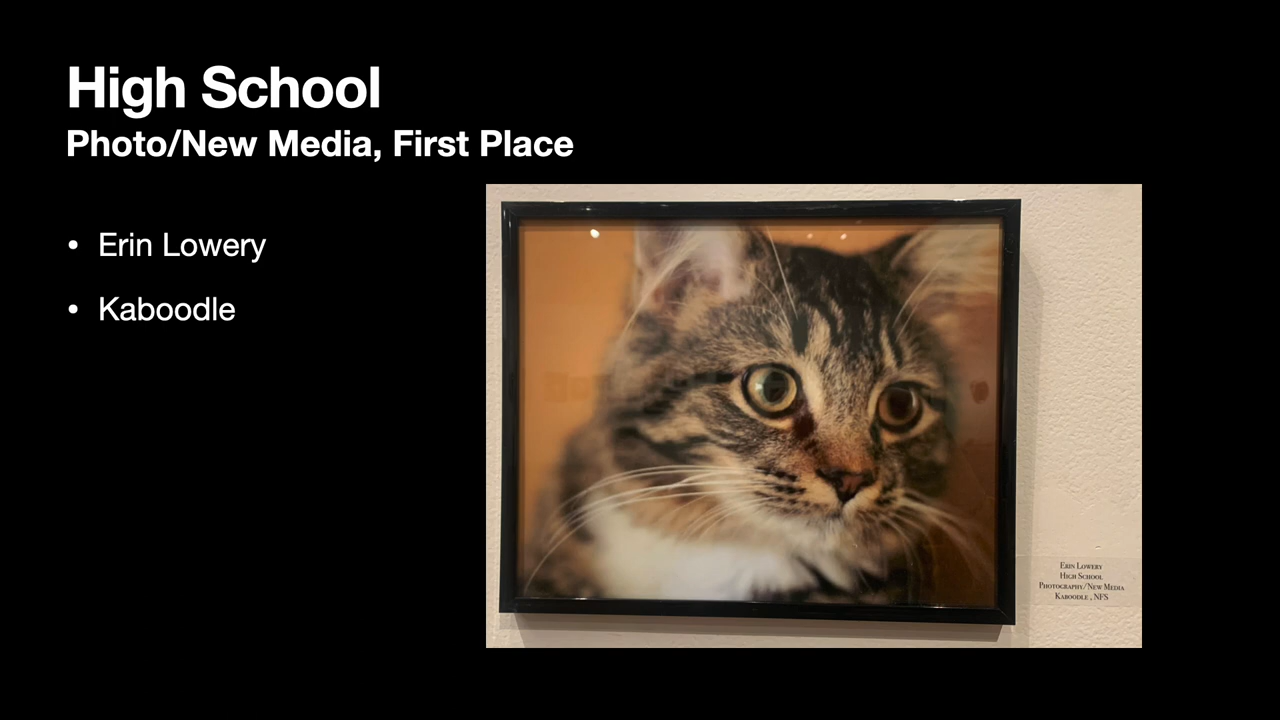 High School
Photo/New Media, First Place
• Erin Lowery
• Kaboodle
Erin Lowery
High School
Photography/New Media
Kaboodle , NFS